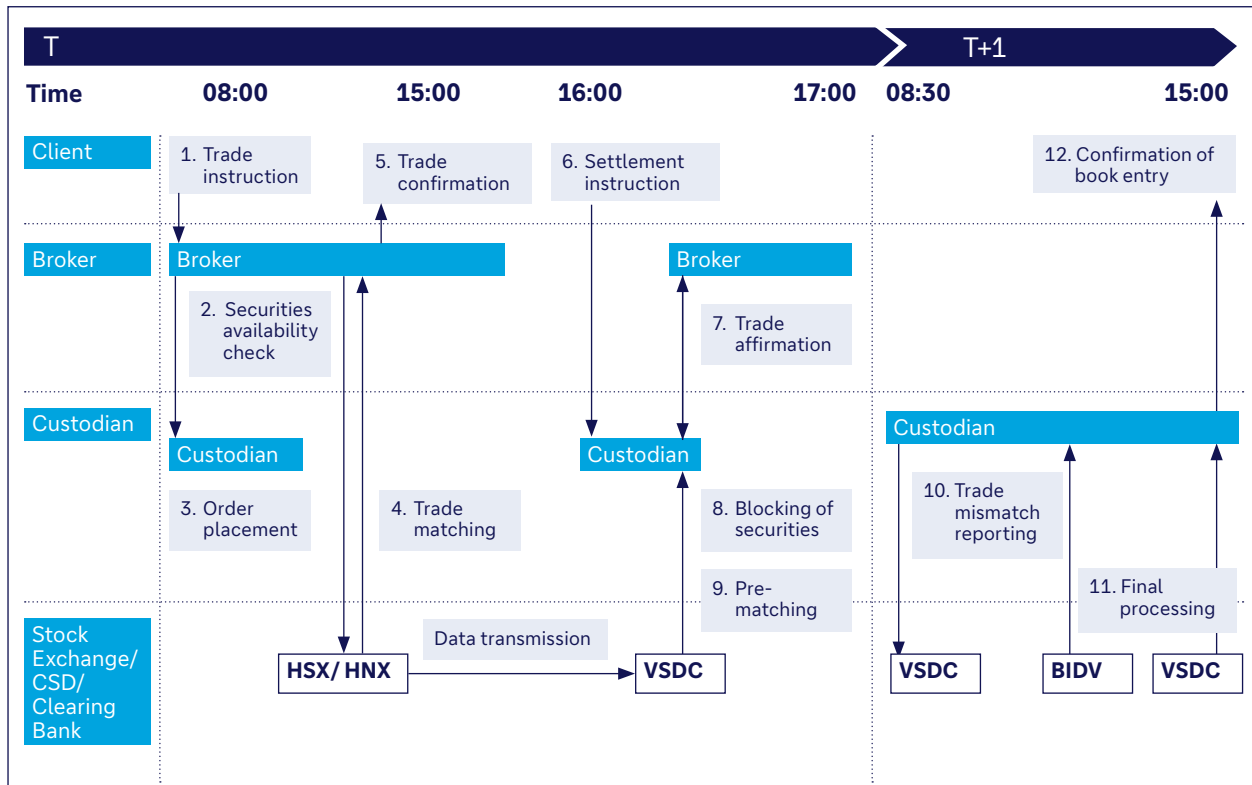 T
T+1
Time
08:00
15:00
16:00
17:00
08:30
15:00
Client
1. Trade
instruction
5. Trade
confirmation
6. Settlement
instruction
12. Confirmation of
book entry
Broker
Broker
Broker
2. Securities
availability
check
7. Trade
affirmation
Custodian
Custodian
Custodian
Custodian
3. Order
placement
4. Trade
matching
8. Blocking of
securities
10. Trade
mismatch
reporting
9. Pre-
matching
11. Final
processing
Stock
Exchange/
CSD/
Clearing
Bank
Data transmission
HSX/ HNX
VSDC
VSDC
BIDV
VSDC